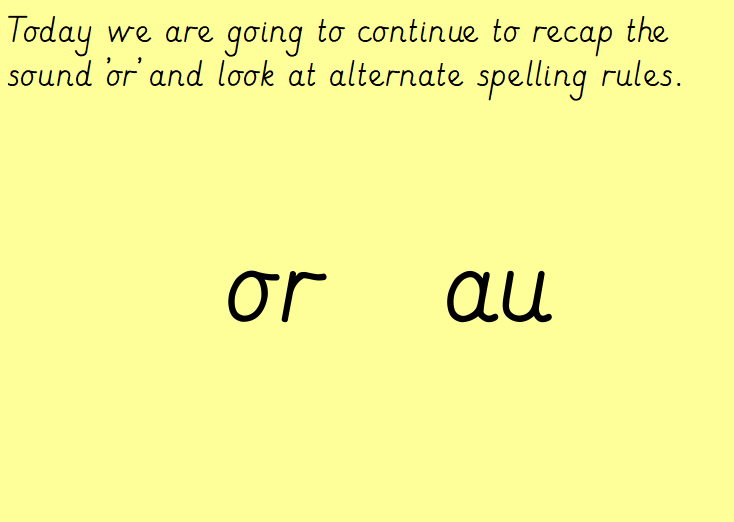 Today we are going to continue to recap the
sound 'or' and look at alternate spelling rules.
or au